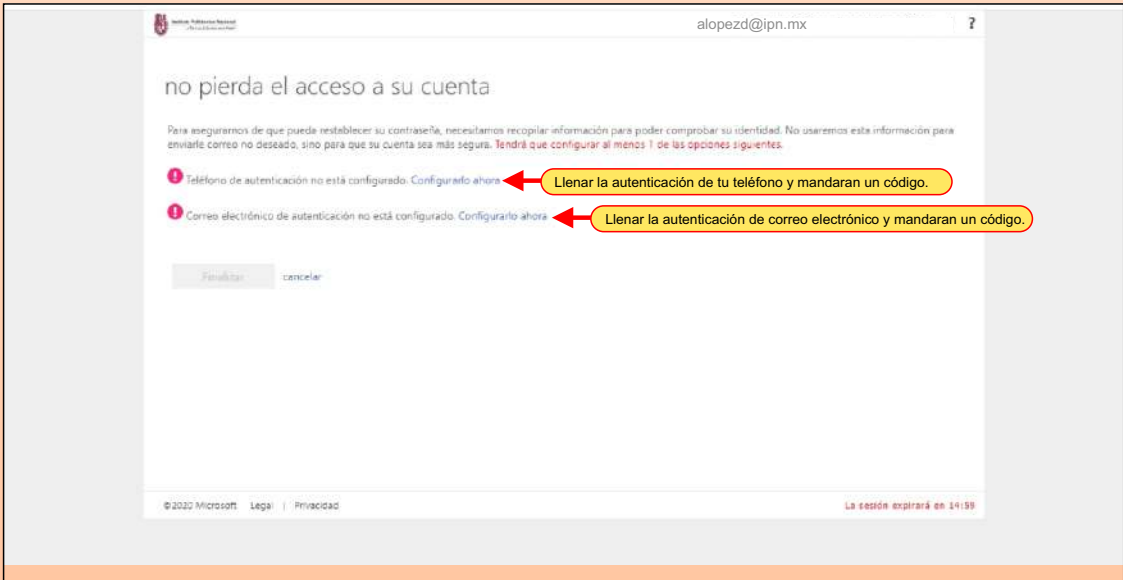 Instituto Politécnico Nacional
alopezd@ipn.mx
?
no pierda el acceso a su cuenta
Para asegurarnos de que pueda restablecer su contraseña, necesitamos recopilar información para poder comprobar su identidad. No usaremos esta información para
enviarle correo no deseado, sino para que su cuenta sea más segura. Tendrá que configurar al menos 1 de las opciones siguientes.
Teléfono de autenticación no está configurado. Configurarlo ahora
Llenar la autenticación de tu teléfono y mandaran un código.
Correo electrónico de autenticación no está configurado. Configurarlo ahora
Llenar la autenticación de correo electrónico y mandaran un código.
Finalizar cancelar
©2020 Microsoft Legal | Privacidad
La sesión expirará en 14:59